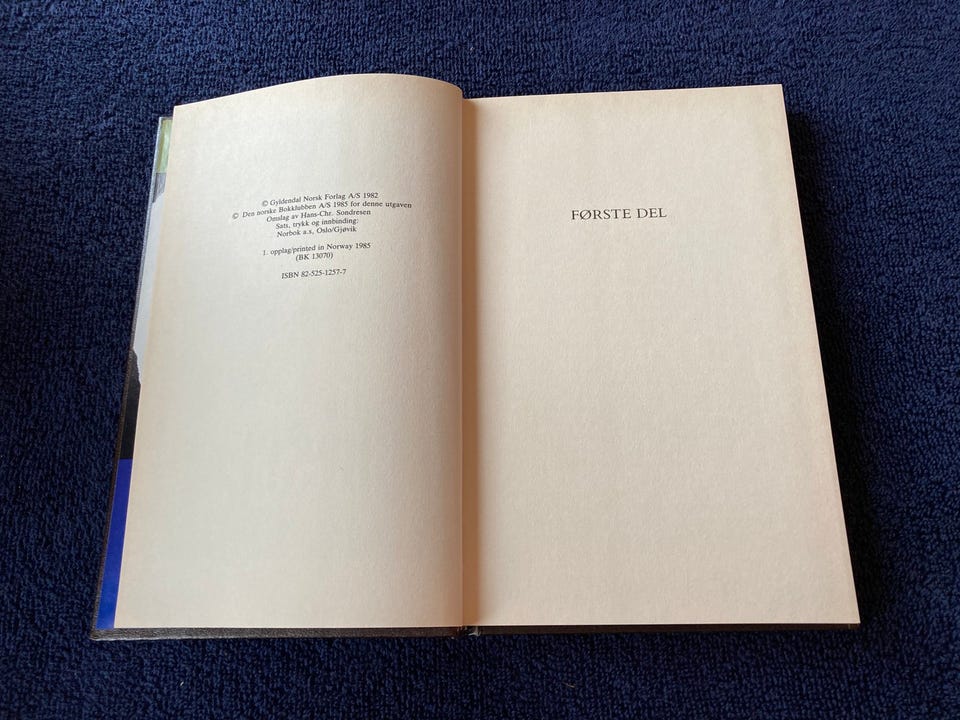 © Gyldendal Norsk Forlag A/S 1982
© Den norske Bokklubben A/S 1985 for denne utgaven
Omslag av Hans-Chr. Sondresen
Sats, trykk og innbinding:
Norbok a.s, Oslo/Gjøvik
1. opplag/printed in Norway 1985
(BK 13070)
ISBN 82-525-1257-7
FØRSTE DEL